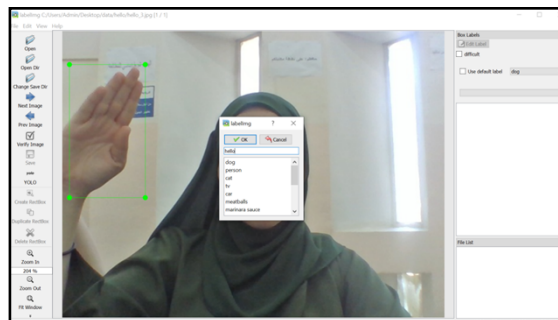 labelImg C:/Users/Admin/Desktop/data/hello/hello_3.jpg (1 / 1)
File Edit View Help
Open
Open Dir
Change Save Dir
Next Image
Prev Image
Verify Image
Save
YOLO
Create RectBox
Duplicate RectBox
Delete RectBox
Zoom In
204 %
Zoom Out
Fit Window
labelImg ? ×
OK Cancel
hello
dog
person
cat
tv
car
meatballs
marinara sauce
Box Labels
Edit Label
difficult
Use default label dog
File List